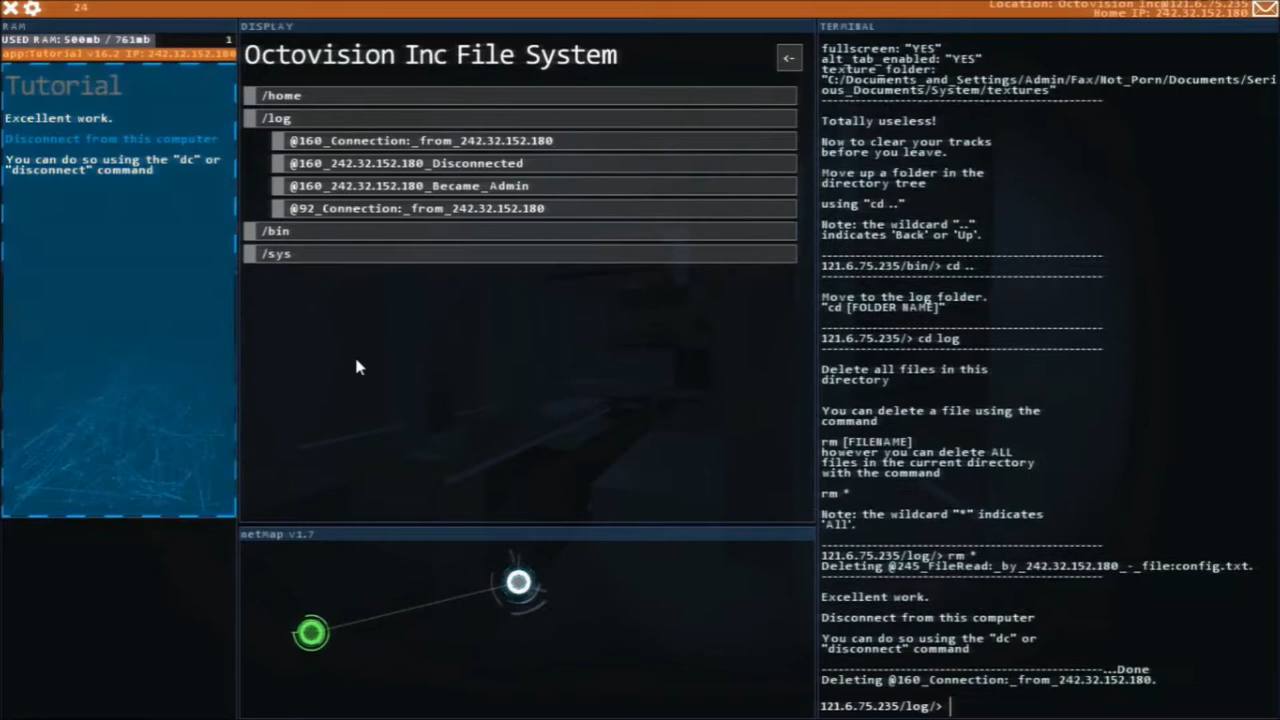 24
Location: Octovision Inc@121.6.75.235
Home IP: 242.32.152.180
RAM
USED RAM: 500mb / 761mb
1
app:Tutorial v16.2 IP: 242.32.152.180
Tutorial
Excellent work.
Disconnect from this computer
You can do so using the "dc" or
"disconnect" command
DISPLAY
Octovision Inc File System
<-
/home
/log
@160_Connection:_from_242.32.152.180
@160_242.32.152.180_Disconnected
@160_242.32.152.180_Became_Admin
@92_Connection:_from_242.32.152.180
/bin
/sys
netMap v1.7
TERMINAL
fullscreen: "YES"
alt_tab_enabled: "YES"
texture_folder:
"C:/Documents_and_Settings/Admin/Fax/Not_Porn/Documents/Seri
ous_Documents/System/textures"
----------------------------------------
Totally useless!
Now to clear your tracks
before you leave.
Move up a folder in the
directory tree
using "cd .."
Note: the wildcard ".."
indicates 'Back' or 'Up'.
----------------------------------------
121.6.75.235/bin/> cd ..
----------------------------------------
Move to the log folder.
"cd [FOLDER NAME]"
----------------------------------------
121.6.75.235/> cd log
----------------------------------------
Delete all files in this
directory
You can delete a file using the
command
rm [FILENAME]
however you can delete ALL
files in the current directory
with the command
rm *
Note: the wildcard "*" indicates
'All'.
----------------------------------------
121.6.75.235/log/> rm *
Deleting @245_FileRead:_by_242.32.152.180_-_file:config.txt.
----------------------------------------
Excellent work.
Disconnect from this computer
You can do so using the "dc" or
"disconnect" command
----------------------------------------...Done
Deleting @160_Connection:_from_242.32.152.180.
121.6.75.235/log/>